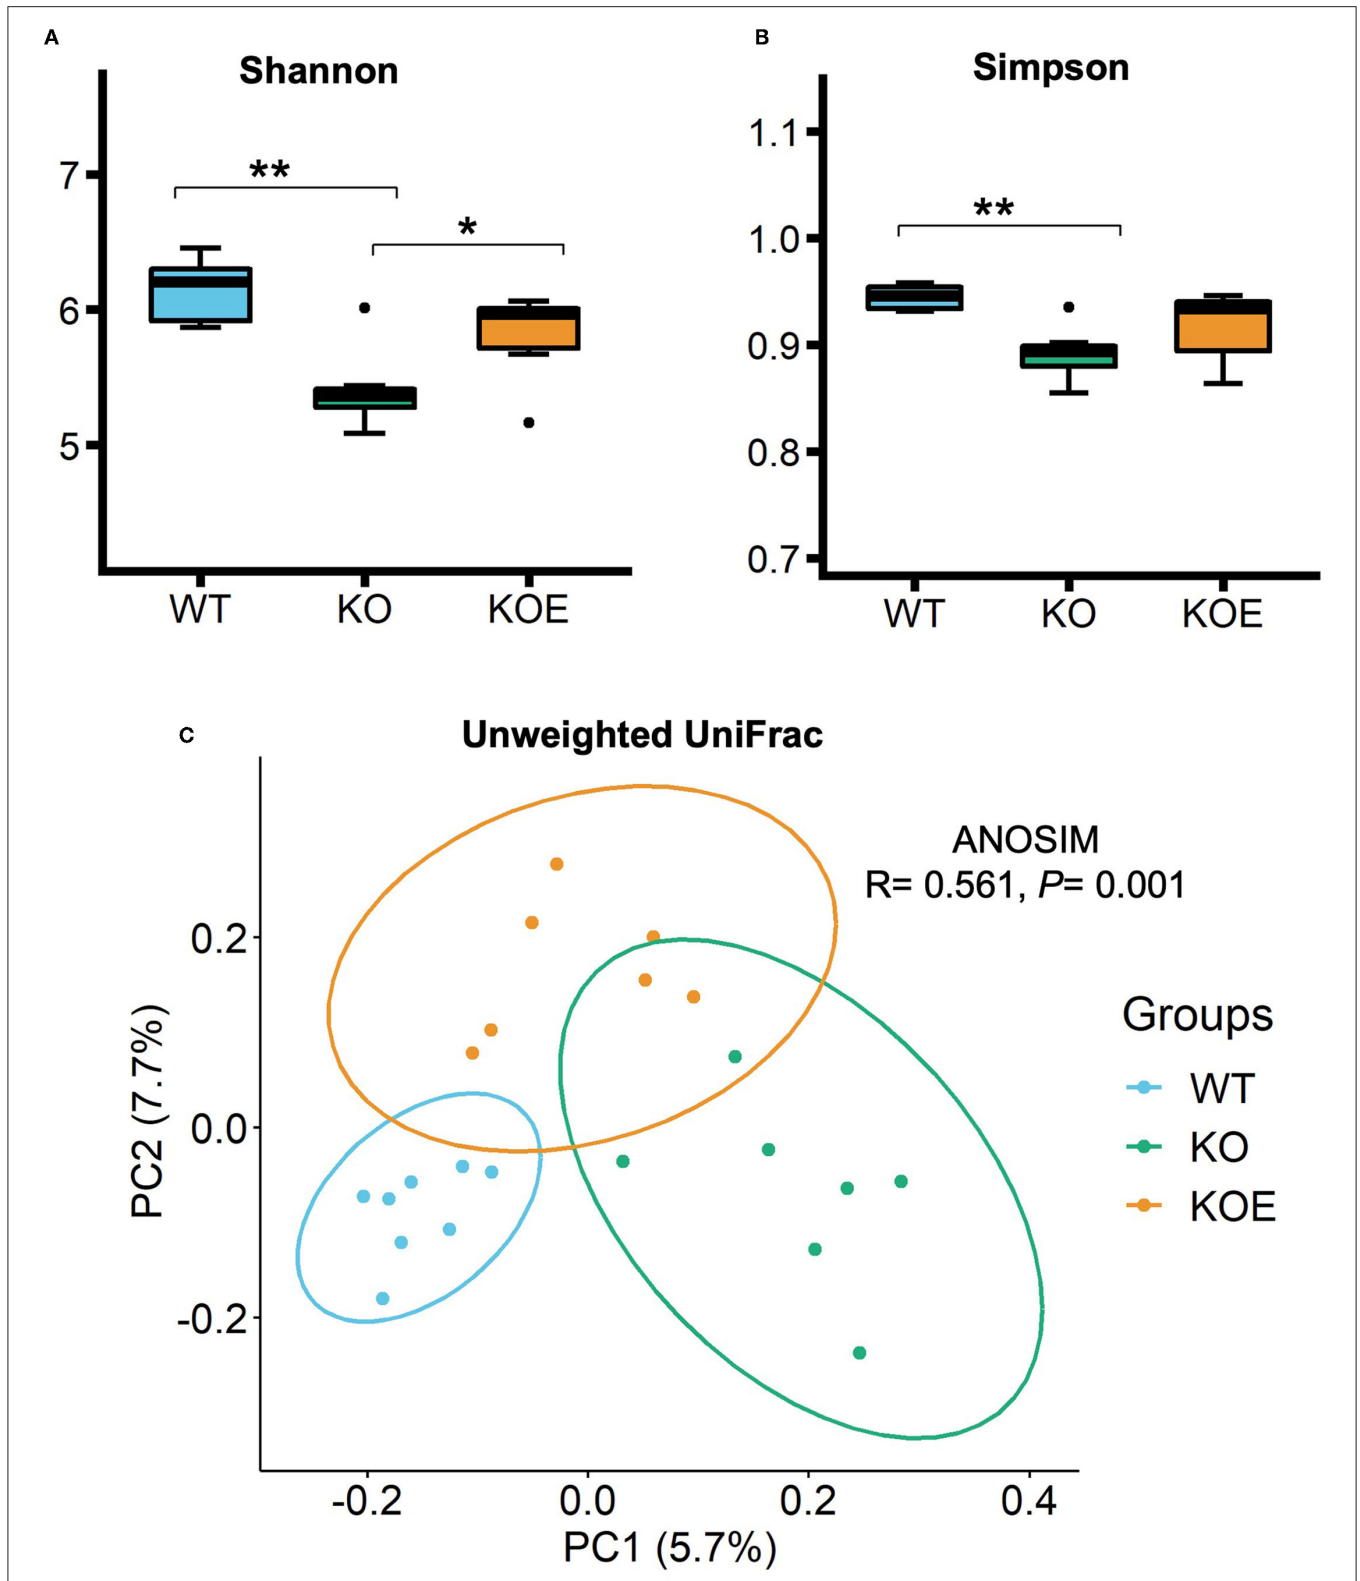 A
Shannon
7
6
5
**
*
WT KO KOE
B
Simpson
1.1
1.0
0.9
0.8
0.7
**
WT KO KOE
C
Unweighted UniFrac
ANOSIM
R= 0.561, P= 0.001
PC2 (7.7%)
0.2
0.0
-0.2
-0.2 0.0 0.2 0.4
PC1 (5.7%)
Groups
WT
KO
KOE